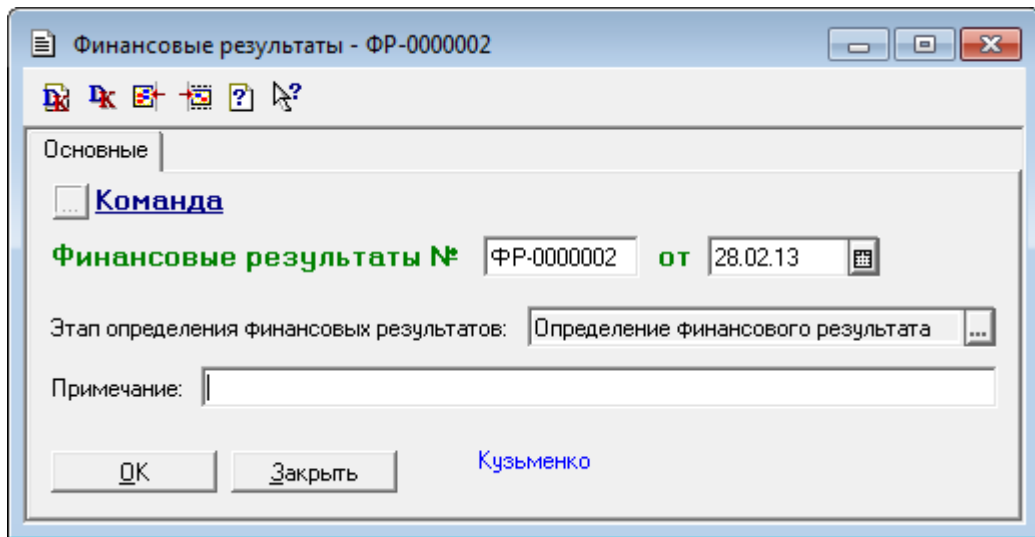 Финансовые результаты - ФР-0000002
Основные
... Команда
Финансовые результаты № ФР-0000002 от 28.02.13
Этап определения финансовых результатов: Определение финансового результата ...
Примечание:
OK Закрыть Кузьменко